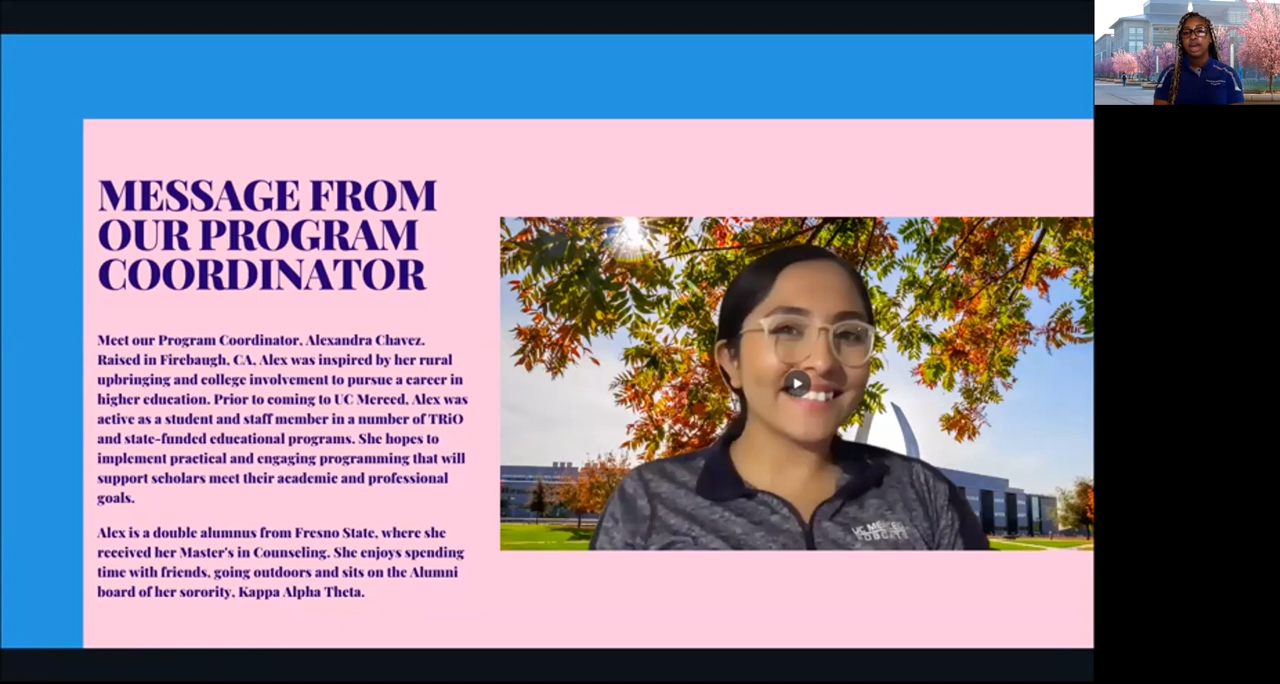 MESSAGE FROM
OUR PROGRAM
COORDINATOR
Meet our Program Coordinator, Alexandra Chavez.
Raised in Firebaugh, CA, Alex was inspired by her rural
upbringing and college involvement to pursue a career in
higher education. Prior to coming to UC Merced, Alex was
active as a student and staff member in a number of TRiO
and state-funded educational programs. She hopes to
implement practical and engaging programming that will
support scholars meet their academic and professional
goals.
Alex is a double alumnus from Fresno State, where she
received her Master's in Counseling. She enjoys spending
time with friends, going outdoors and sits on the Alumni
board of her sorority, Kappa Alpha Theta.
UC MERCED
BOBCATS